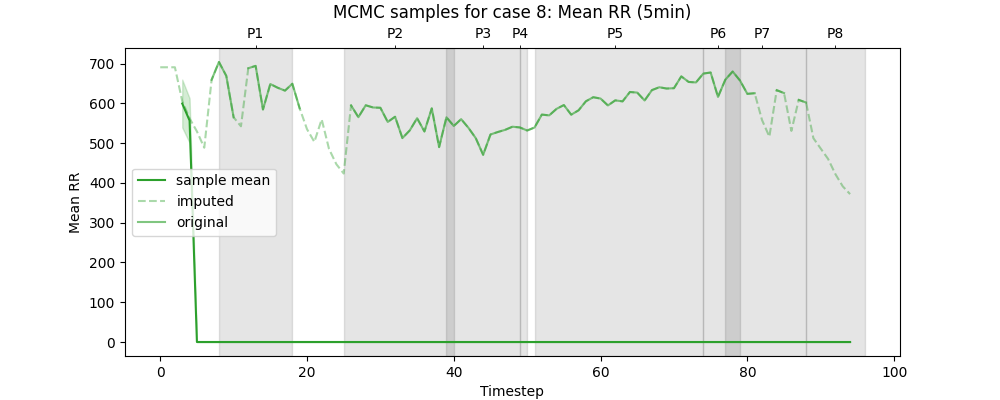 MCMC samples for case 8: Mean RR (5min)
P1 P2 P3 P4 P5 P6 P7 P8
700
600
500
400
300
200
100
0
Mean RR
sample mean
imputed
original
0 20 40 60 80 100
Timestep